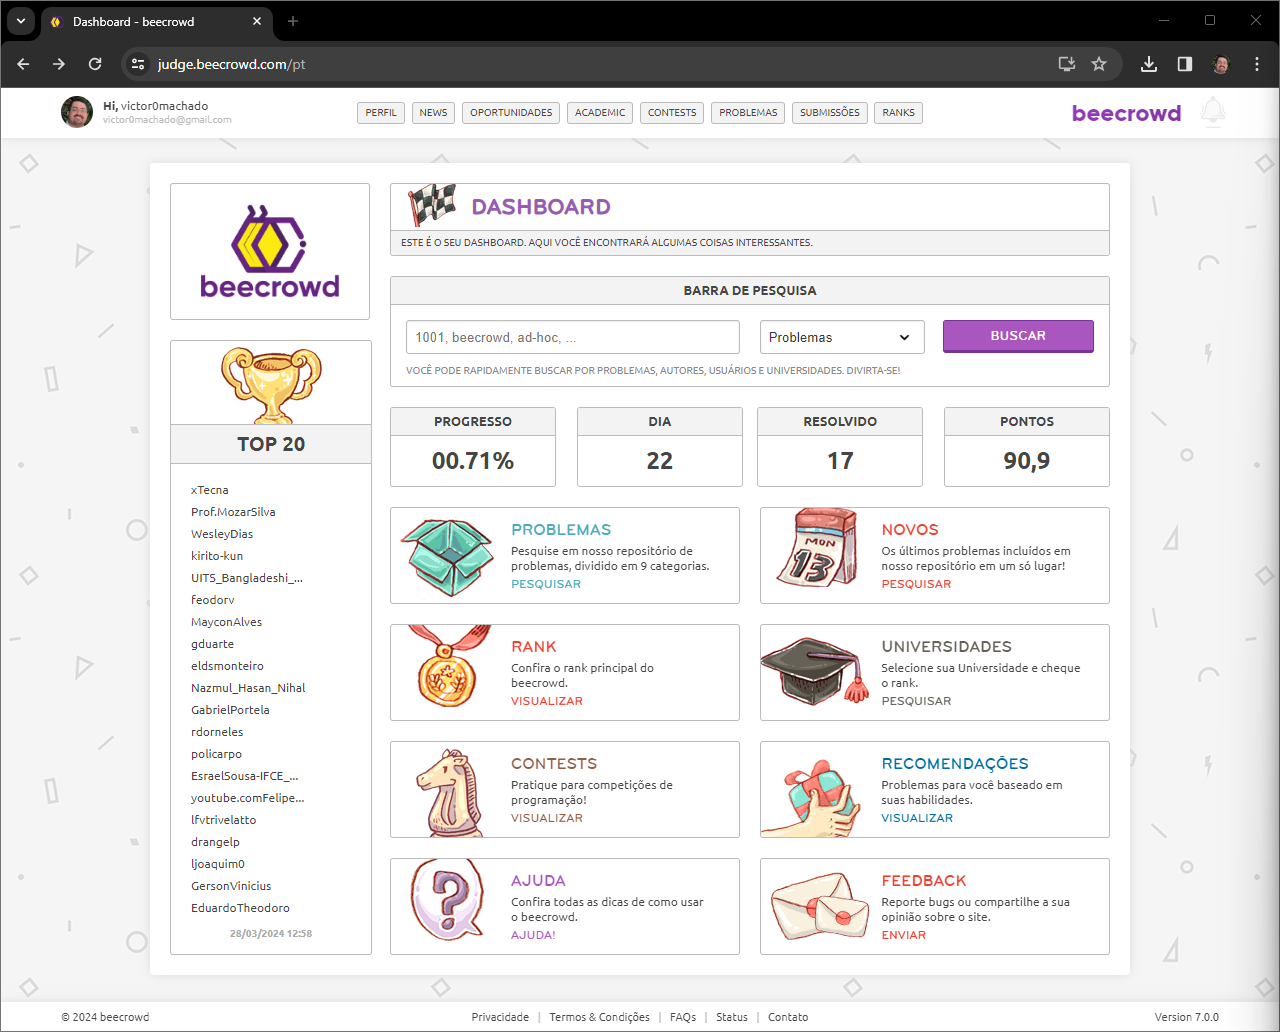 Dashboard - beecrowd
judge.beecrowd.com/pt
Hi, victor0machado
victor0machado@gmail.com
PERFIL
NEWS
OPORTUNIDADES
ACADEMIC
CONTESTS
PROBLEMAS
SUBMISSÕES
RANKS
beecrowd
beecrowd
DASHBOARD
ESTE É O SEU DASHBOARD. AQUI VOCÊ ENCONTRARÁ ALGUMAS COISAS INTERESSANTES.
BARRA DE PESQUISA
1001, beecrowd, ad-hoc, ...
Problemas
BUSCAR
VOCÊ PODE RAPIDAMENTE BUSCAR POR PROBLEMAS, AUTORES, USUÁRIOS E UNIVERSIDADES. DIVIRTA-SE!
TOP 20
xTecna
Prof.MozarSilva
WesleyDias
kirito-kun
UITS_Bangladeshi_...
feodorv
MayconAlves
gduarte
eldsmonteiro
Nazmul_Hasan_Nihal
GabrielPortela
rdorneles
policarpo
EsraelSousa-IFCE_...
youtube.comFelipe...
lfvtrivelatto
drangelp
ljoaquim0
GersonVinicius
EduardoTheodoro
28/03/2024 12:58
PROGRESSO
00.71%
DIA
22
RESOLVIDO
17
PONTOS
90,9
PROBLEMAS
Pesquise em nosso repositório de
problemas, dividido em 9 categorias.
PESQUISAR
MON
13
NOVOS
Os últimos problemas incluídos em
nosso repositório em um só lugar!
PESQUISAR
RANK
Confira o rank principal do
beecrowd.
VISUALIZAR
UNIVERSIDADES
Selecione sua Universidade e cheque
o rank.
PESQUISAR
CONTESTS
Pratique para competições de
programação!
VISUALIZAR
RECOMENDAÇÕES
Problemas para você baseado em
suas habilidades.
VISUALIZAR
?
AJUDA
Confira todas as dicas de como usar
o beecrowd.
AJUDA!
FEEDBACK
Reporte bugs ou compartilhe a sua
opinião sobre o site.
ENVIAR
© 2024 beecrowd
Privacidade | Termos & Condições | FAQs | Status | Contato
Version 7.0.0